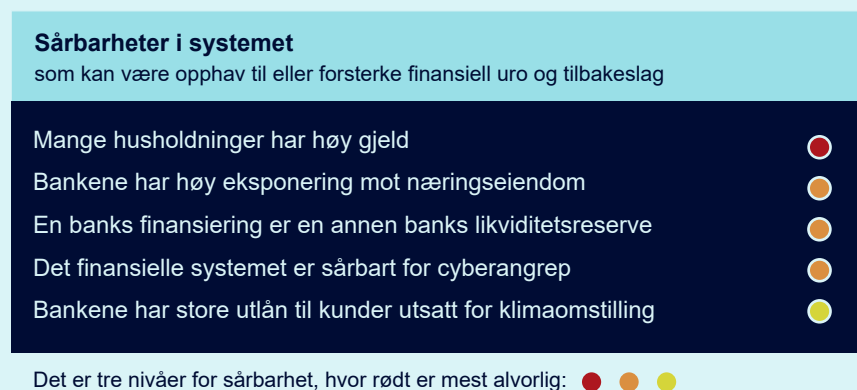 Sårbarheter i systemet
som kan være opphav til eller forsterke finansiell uro og tilbakeslag
Mange husholdninger har høy gjeld
Bankene har høy eksponering mot næringseiendom
En banks finansiering er en annen banks likviditetsreserve
Det finansielle systemet er sårbart for cyberangrep
Bankene har store utlån til kunder utsatt for klimaomstilling
Det er tre nivåer for sårbarhet, hvor rødt er mest alvorlig: